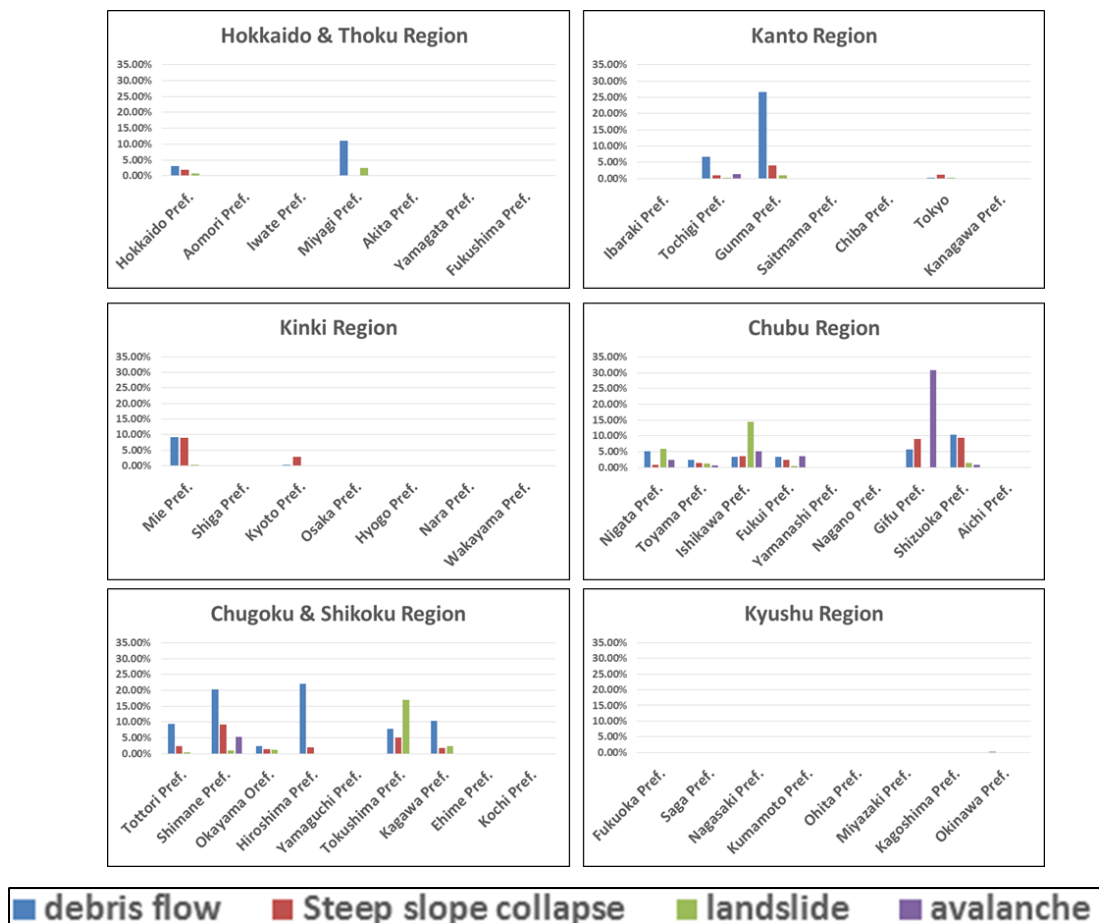 Hokkaido & Thoku Region
35.00%
30.00%
25.00%
20.00%
15.00%
10.00%
5.00%
0.00%
Hokkaido Pref.
Aomori Pref.
Iwate Pref.
Miyagi Pref.
Akita Pref.
Yamagata Pref.
Fukushima Pref.
Kanto Region
35.00%
30.00%
25.00%
20.00%
15.00%
10.00%
5.00%
0.00%
Ibaraki Pref.
Tochigi Pref.
Gunma Pref.
Saitmama Pref.
Chiba Pref.
Tokyo
Kanagawa Pref.
Kinki Region
35.00%
30.00%
25.00%
20.00%
15.00%
10.00%
5.00%
0.00%
Mie Pref.
Shiga Pref.
Kyoto Pref.
Osaka Pref.
Hyogo Pref.
Nara Pref.
Wakayama Pref.
Chubu Region
35.00%
30.00%
25.00%
20.00%
15.00%
10.00%
5.00%
0.00%
Nigata Pref.
Toyama Pref.
Ishikawa Pref.
Fukui Pref.
Yamanashi Pref.
Nagano Pref.
Gifu Pref.
Shizuoka Pref.
Aichi Pref.
Chugoku & Shikoku Region
35.00%
30.00%
25.00%
20.00%
15.00%
10.00%
5.00%
0.00%
Tottori Pref.
Shimane Pref.
Okayama Oref.
Hiroshima Pref.
Yamaguchi Pref.
Tokushima Pref.
Kagawa Pref.
Ehime Pref.
Kochi Pref.
Kyushu Region
35.00%
30.00%
25.00%
20.00%
15.00%
10.00%
5.00%
0.00%
Fukuoka Pref.
Saga Pref.
Nagasaki Pref.
Kumamoto Pref.
Ohita Pref.
Miyazaki Pref.
Kagoshima Pref.
Okinawa Pref.
debris flow Steep slope collapse landslide avalanche